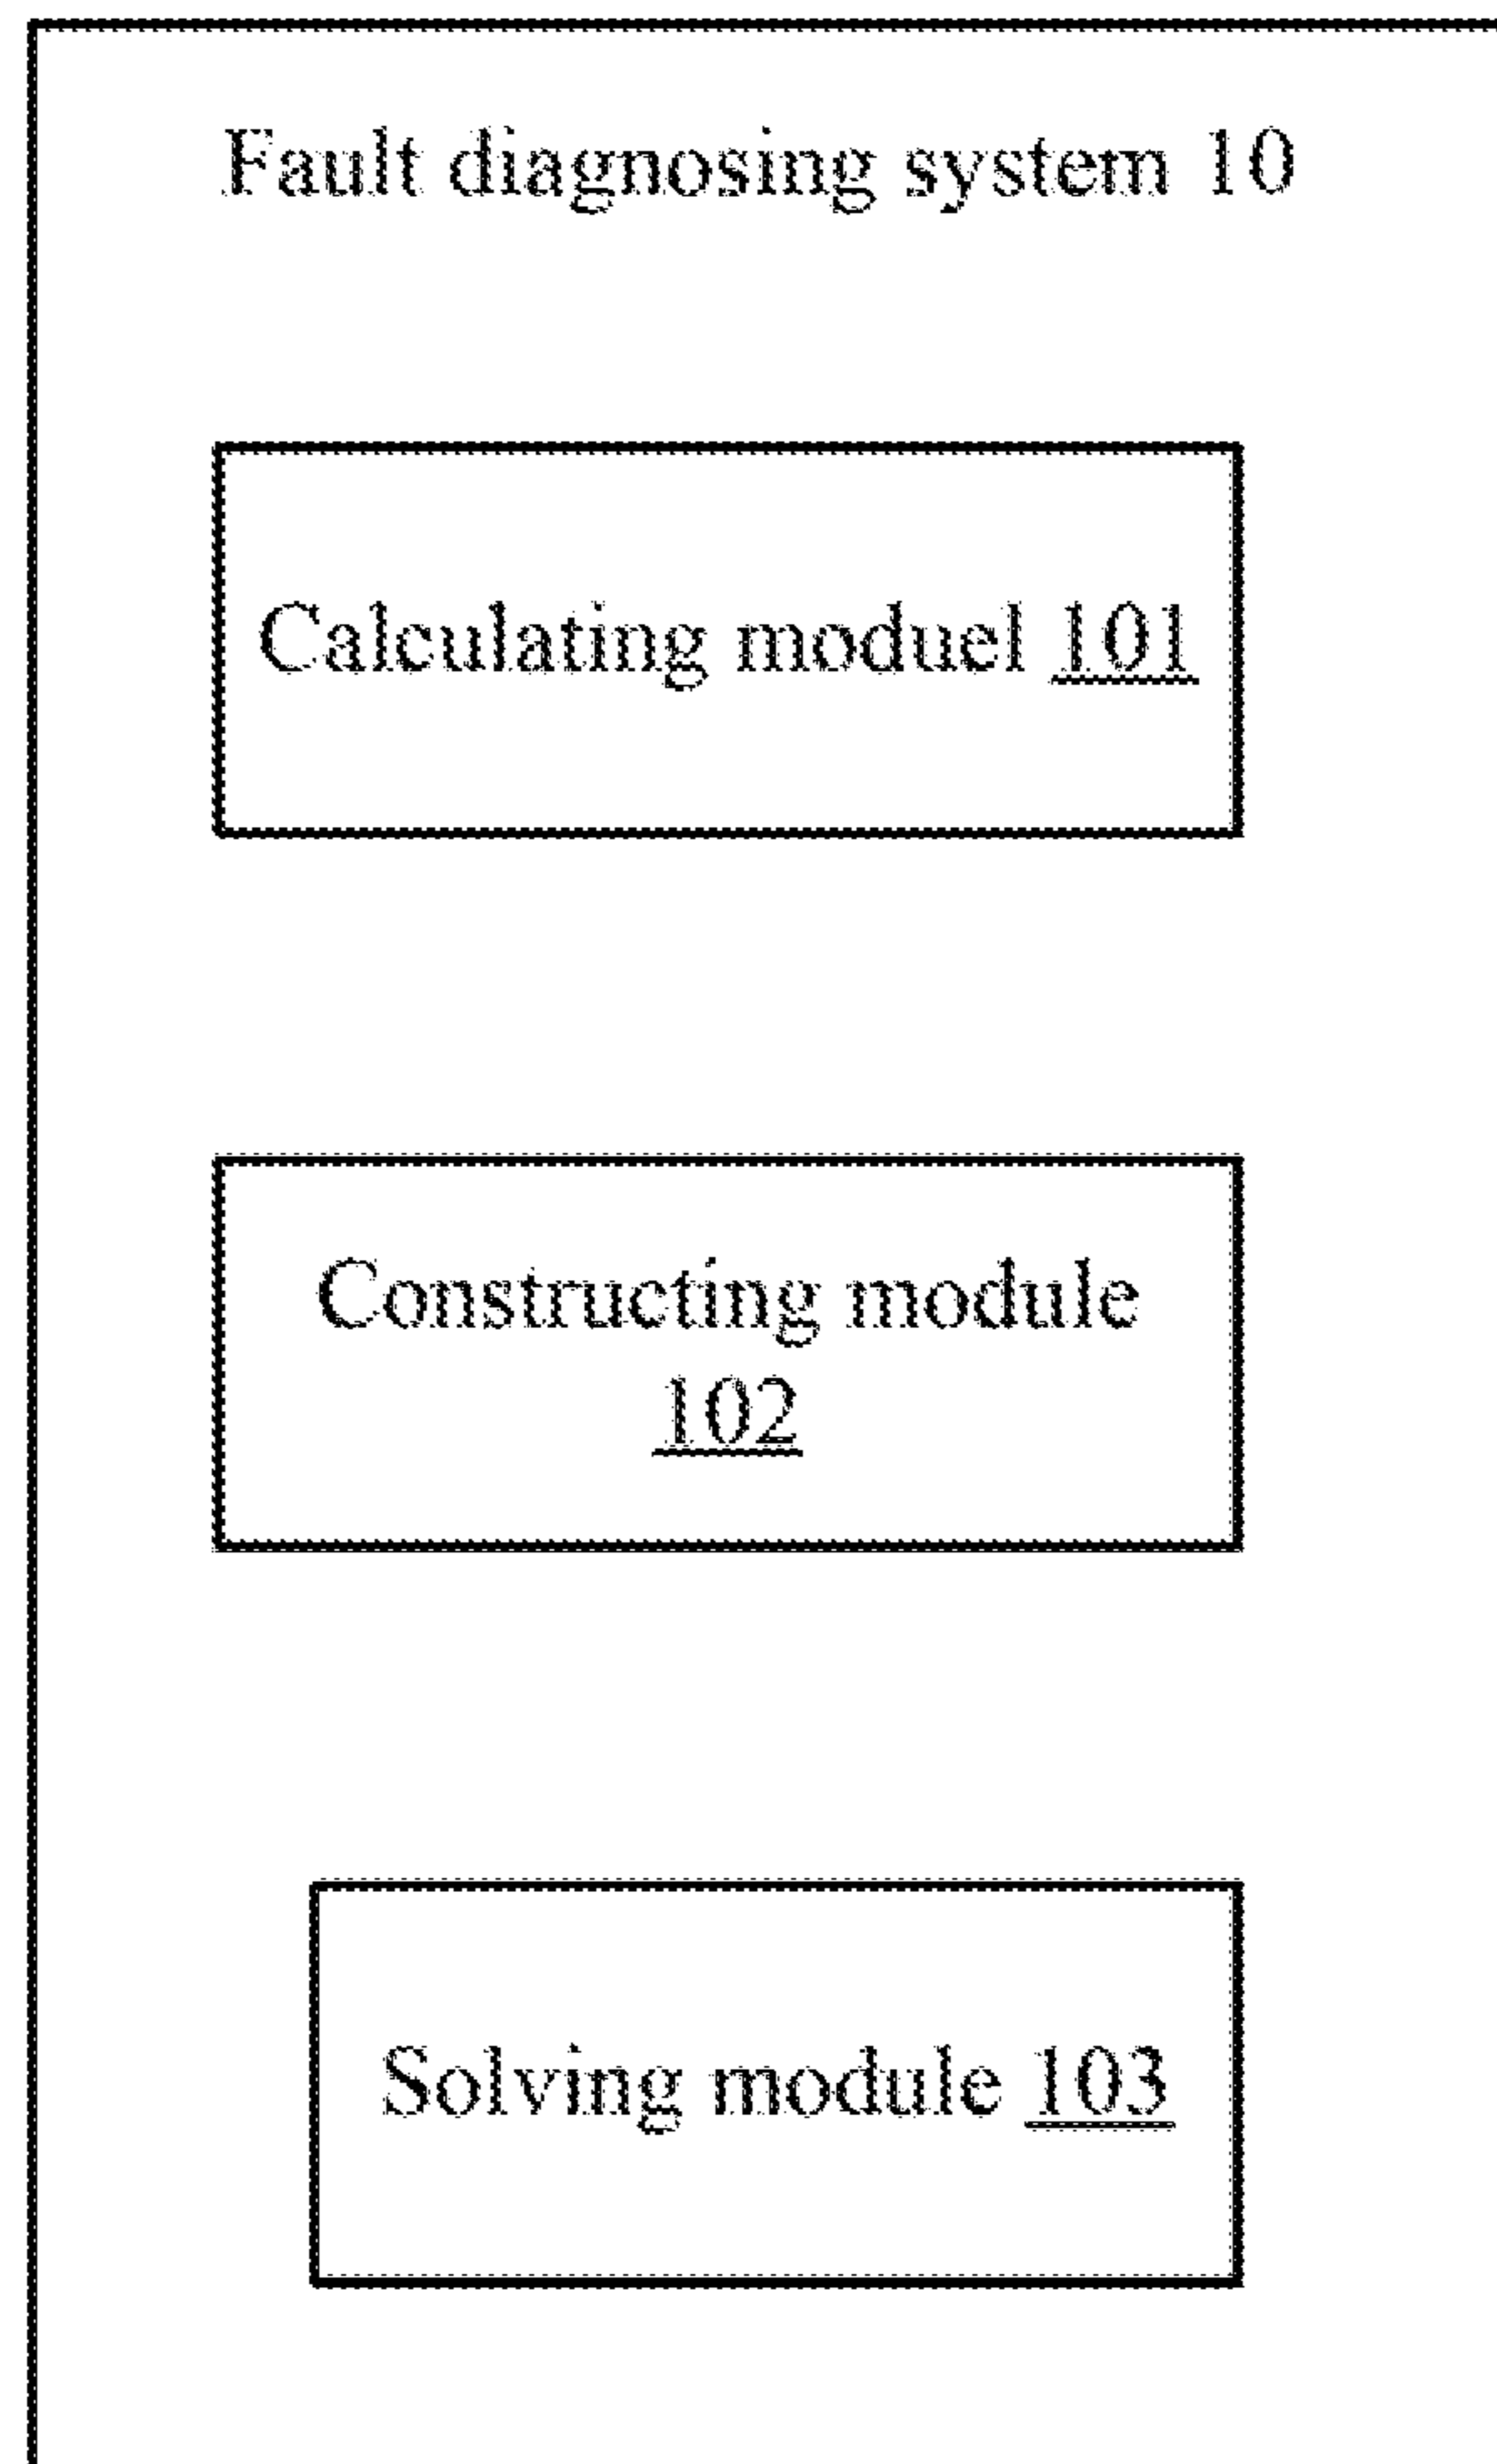 Fault diagnosing system 10
Calculating moduel 101
Constructing module
102
Solving module 103